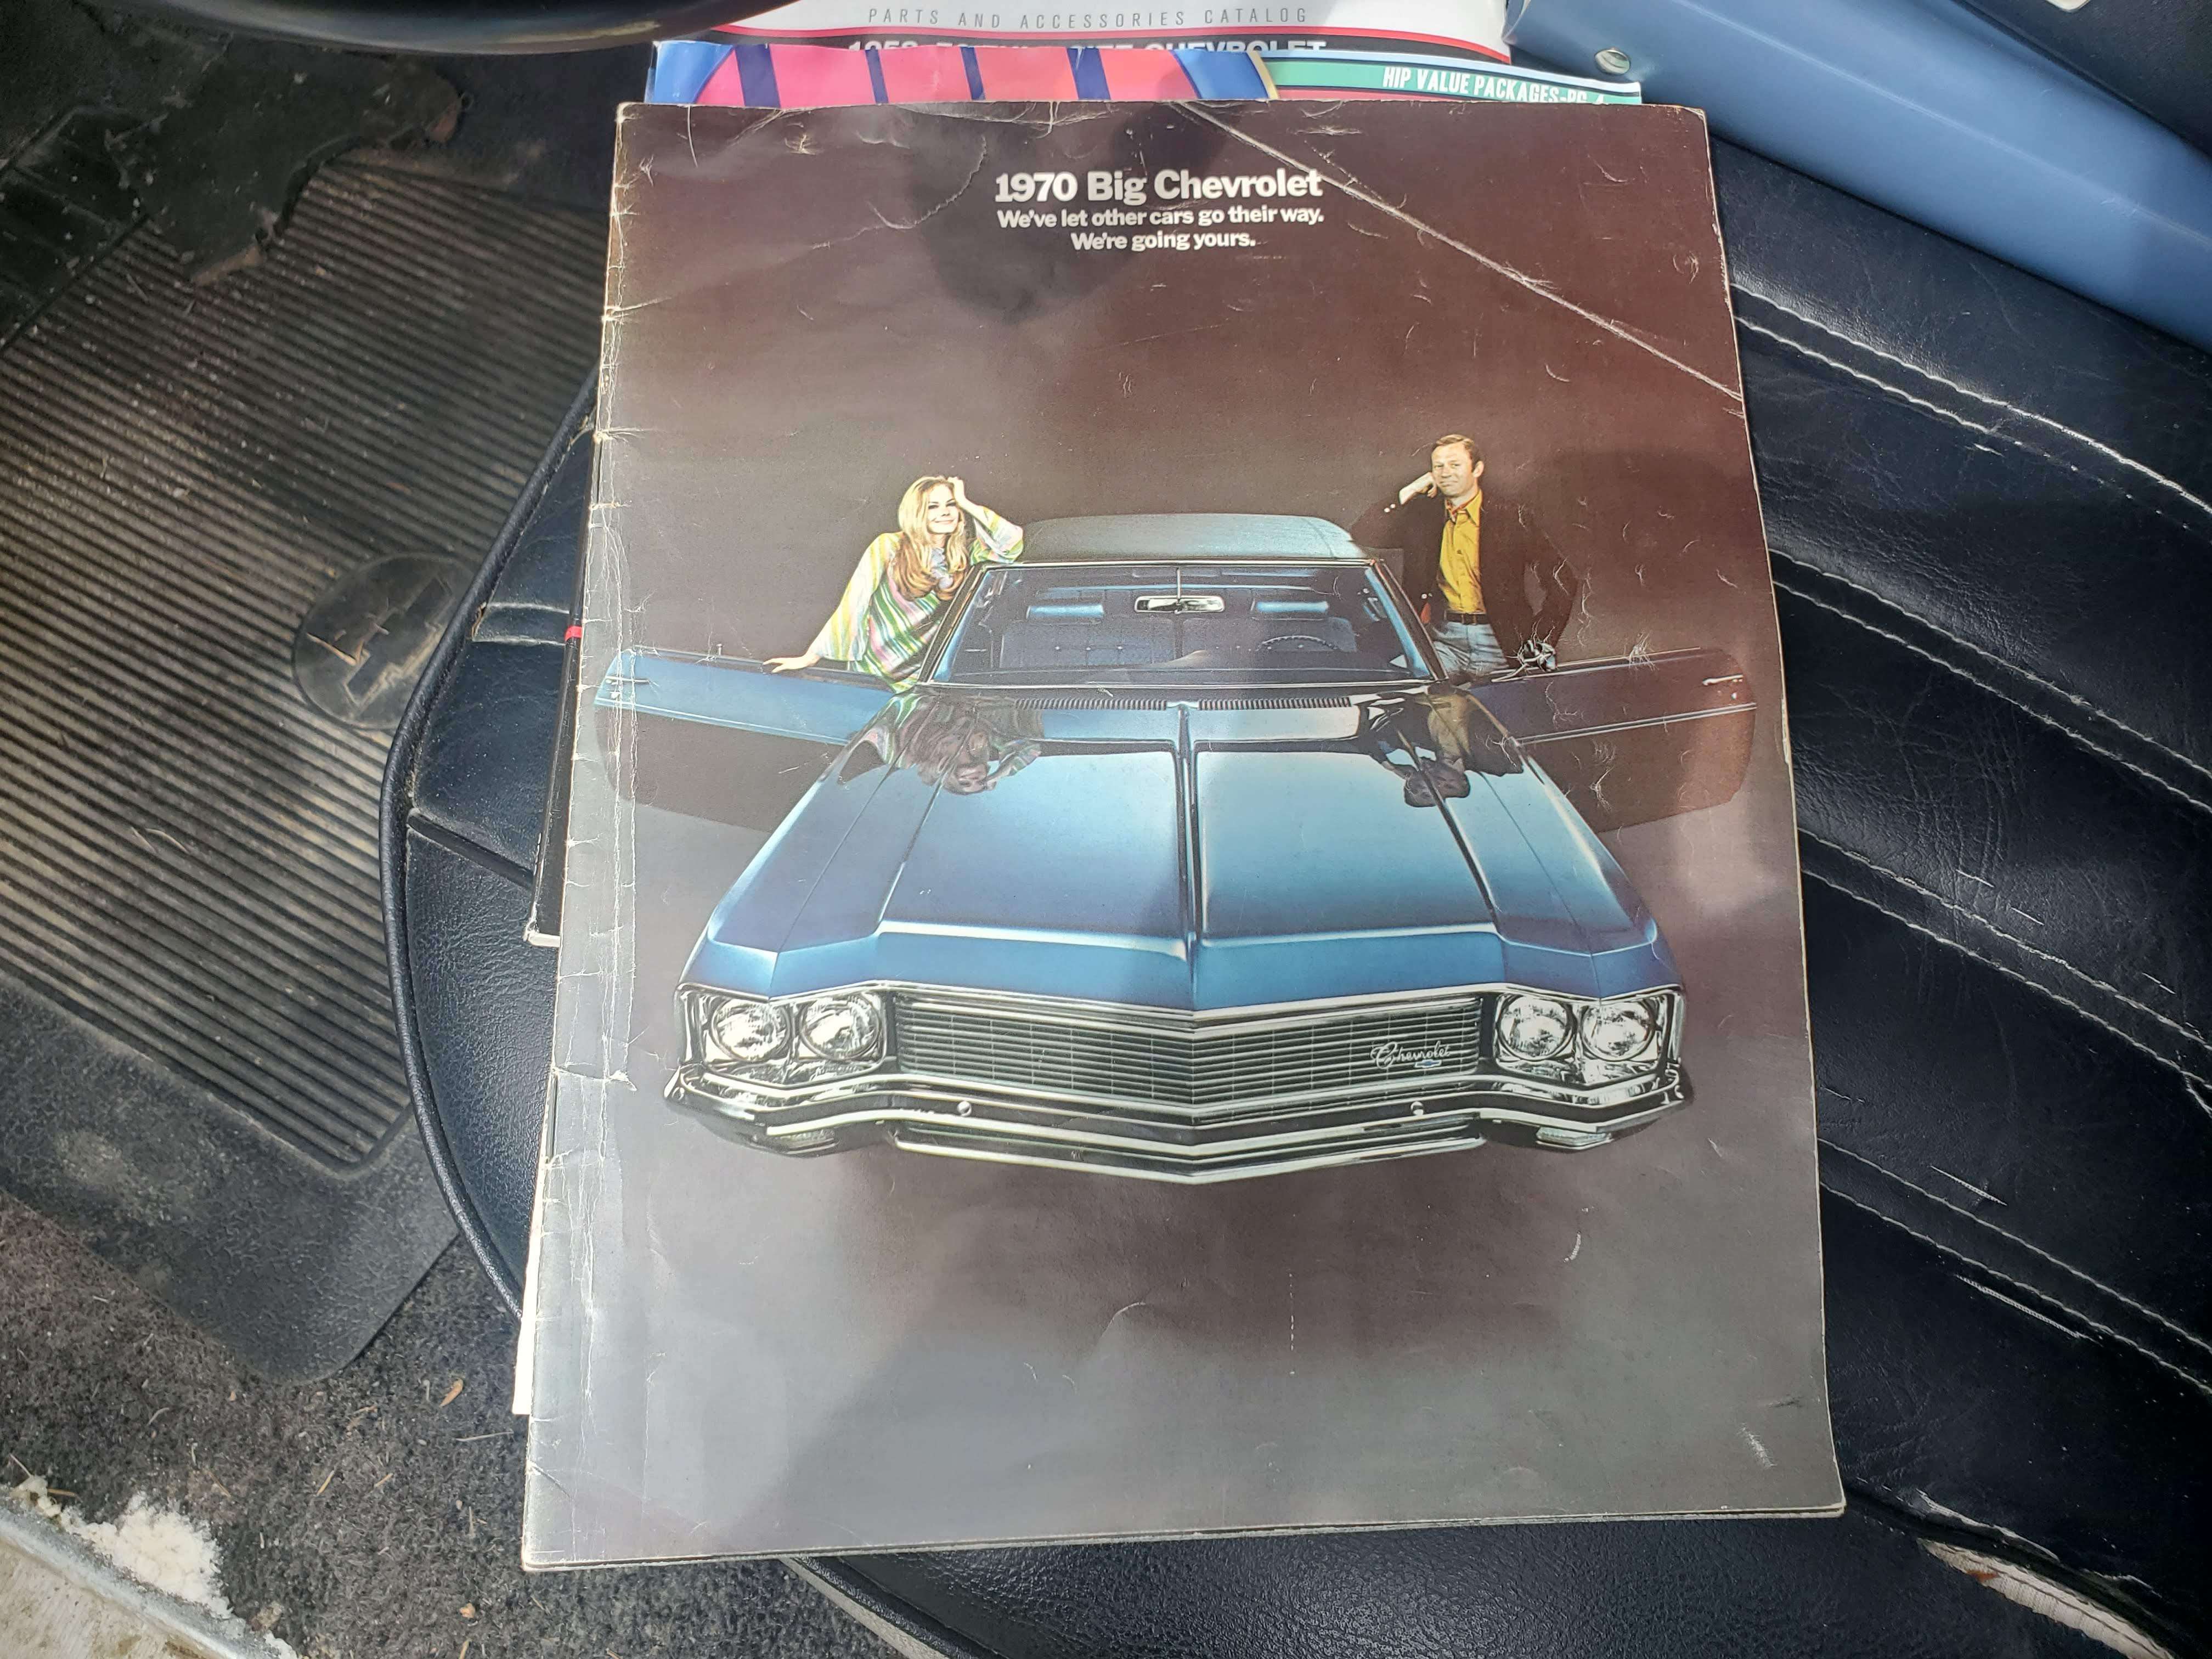 PARTS AND ACCESSORIES CATALOG
CHEVROLET
HIP VALUE PACKAGES-PG
1970 Big Chevrolet
We've let other cars go their way.
We're going yours.
Chevrolet